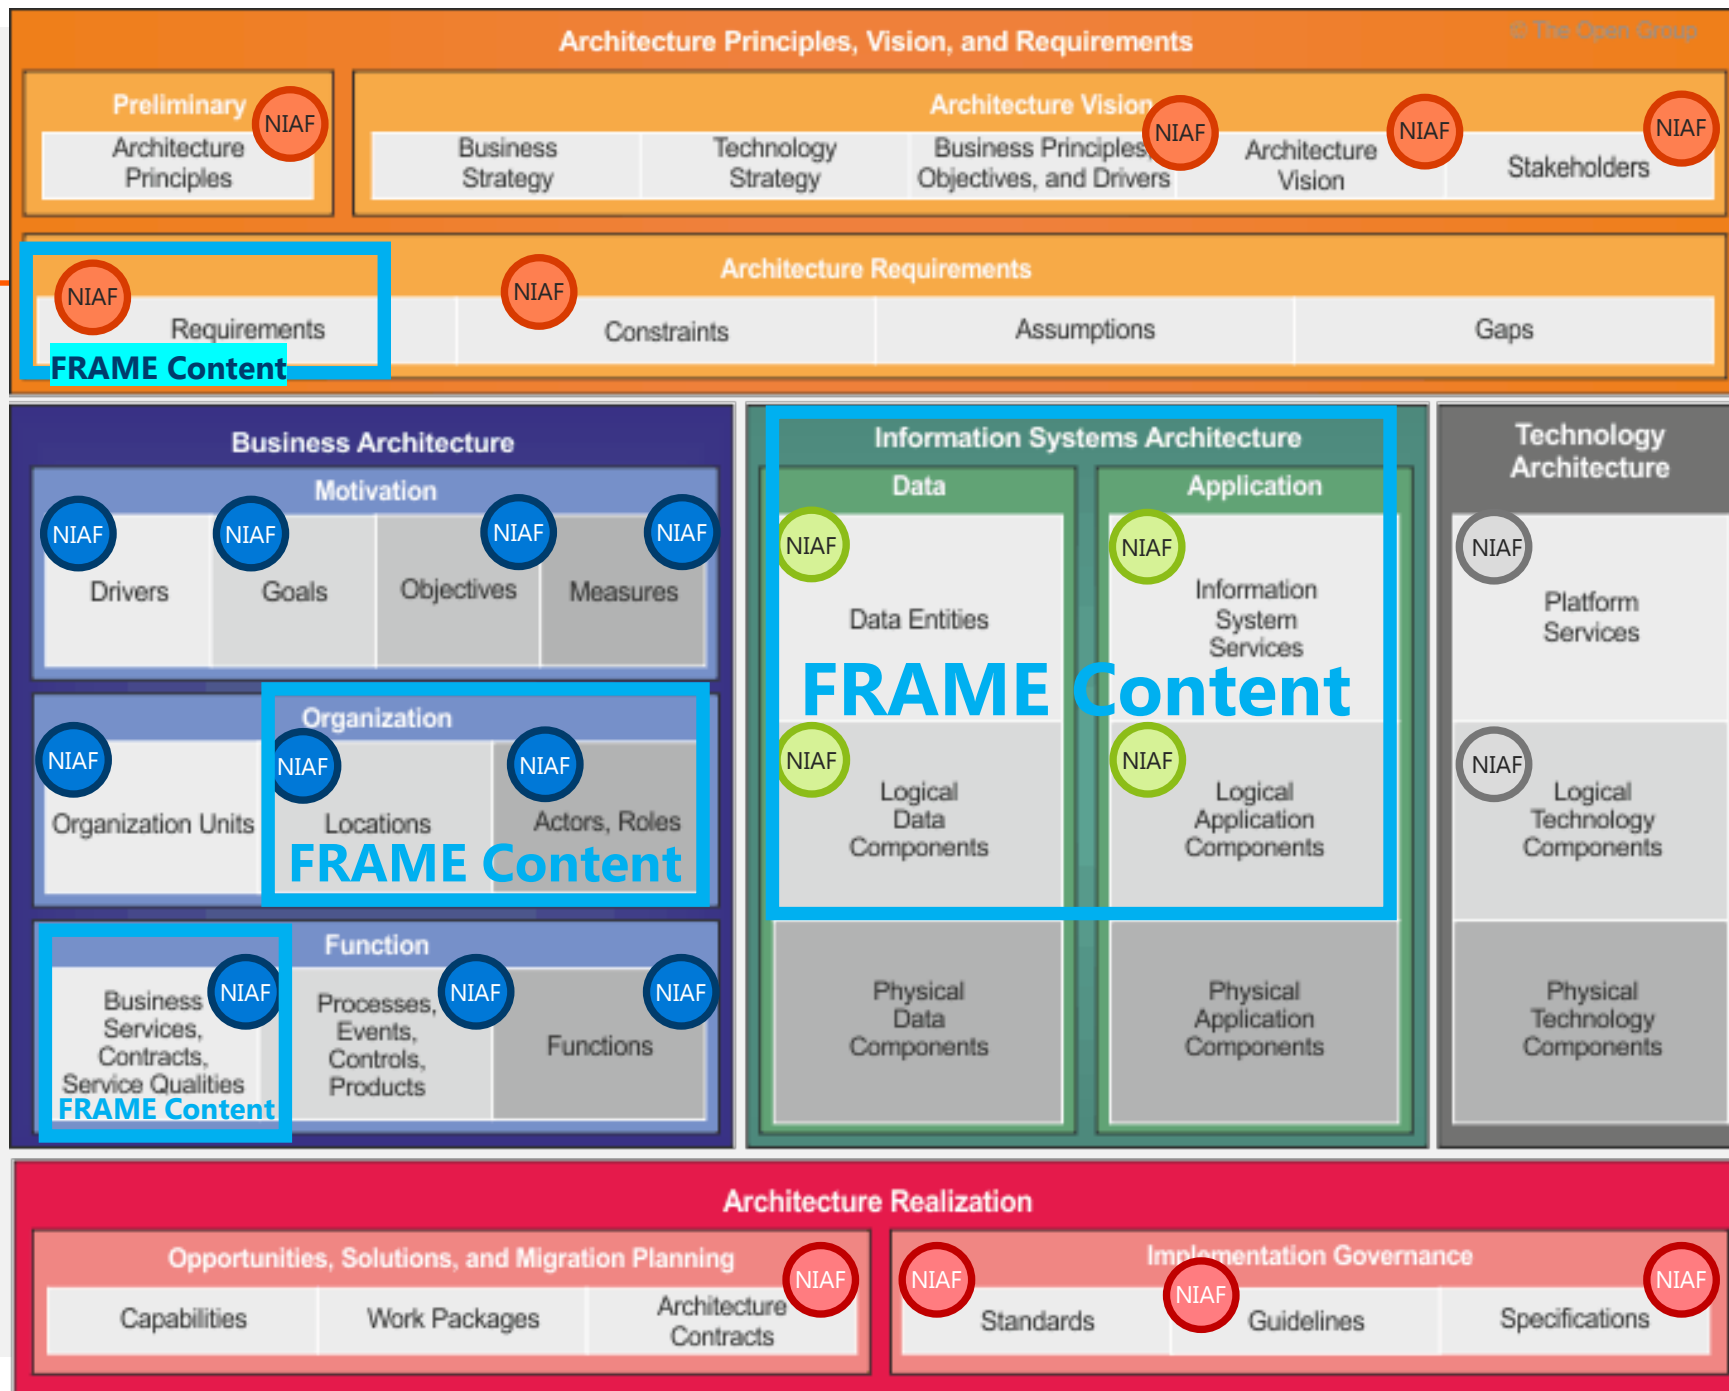 © The Open Group
Architecture Principles, Vision, and Requirements
Preliminary
NIAF
Architecture
Principles
Architecture Vision
NIAF
NIAF
NIAF
Business
Strategy
Technology
Strategy
Business Principles,
Objectives, and Drivers
Architecture
Vision
Stakeholders
Architecture Requirements
NIAF
NIAF
Requirements
Constraints
Assumptions
Gaps
FRAME Content
Business Architecture
Motivation
NIAF
NIAF
NIAF
NIAF
Drivers
Goals
Objectives
Measures
Organization
NIAF
NIAF
NIAF
Organization Units
Locations
Actors, Roles
FRAME Content
Function
NIAF
NIAF
NIAF
Business
Services,
Contracts,
Service Qualities
Processes,
Events,
Controls,
Products
Functions
FRAME Content
Information Systems Architecture
Data
Application
NIAF
NIAF
Data Entities
Information
System
Services
FRAME Content
NIAF
NIAF
Logical
Data
Components
Logical
Application
Components
Physical
Data
Components
Physical
Application
Components
Technology
Architecture
NIAF
Platform
Services
NIAF
Logical
Technology
Components
Physical
Technology
Components
Architecture Realization
Opportunities, Solutions, and Migration Planning
NIAF
Capabilities
Work Packages
Architecture
Contracts
Implementation Governance
NIAF
NIAF
NIAF
Standards
Guidelines
Specifications